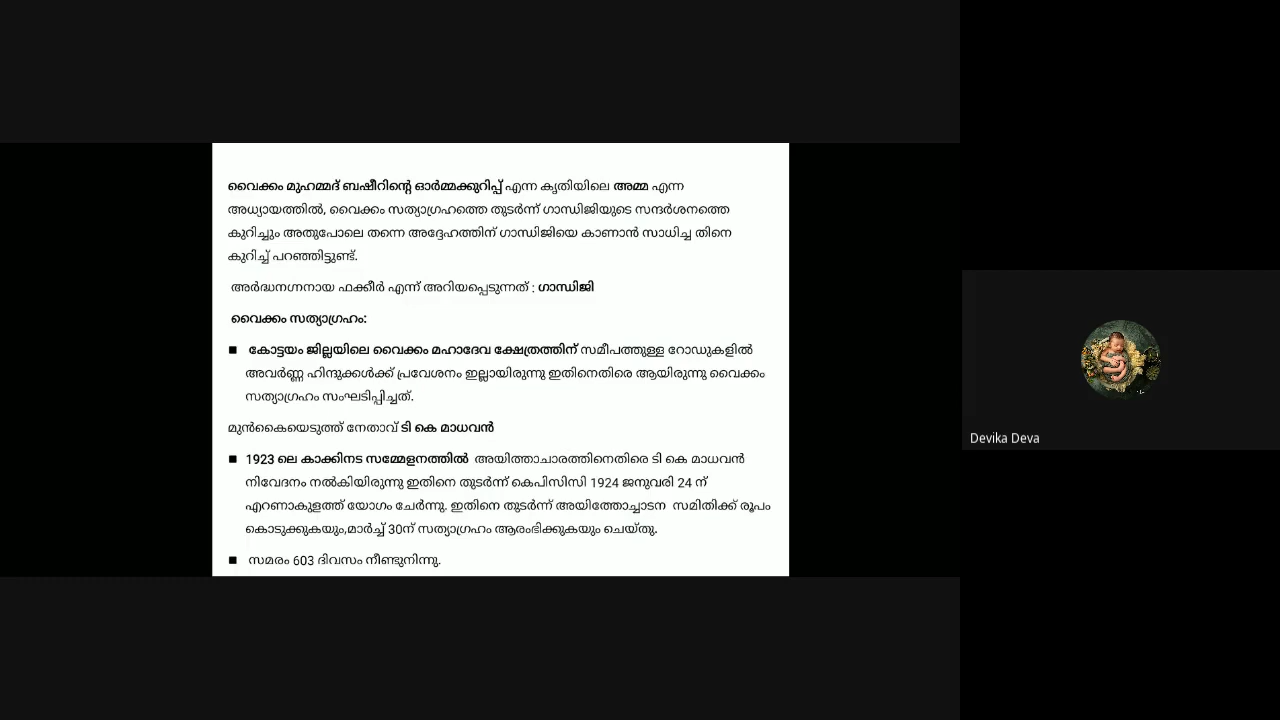 വൈക്കം മുഹമ്മദ് ബഷീറിന്റെ ഓർമ്മക്കുറിപ്പ് എന്ന കൃതിയിലെ അമ്മ എന്ന
അധ്യായത്തിൽ, വൈക്കം സത്യാഗ്രഹത്തെ തുടർന്ന് ഗാന്ധിജിയുടെ സന്ദർശനത്തെ
കുറിച്ചും അതുപോലെ തന്നെ അദ്ദേഹത്തിന് ഗാന്ധിജിയെ കാണാൻ സാധിച്ച തിനെ
കുറിച്ച് പറഞ്ഞിട്ടുണ്ട്.
അർദ്ധനഗ്നനായ ഫക്കീർ എന്ന് അറിയപ്പെടുന്നത് : ഗാന്ധിജി
വൈക്കം സത്യാഗ്രഹം:
■ കോട്ടയം ജില്ലയിലെ വൈക്കം മഹാദേവ ക്ഷേത്രത്തിന് സമീപത്തുള്ള റോഡുകളിൽ
അവർണ്ണ ഹിന്ദുക്കൾക്ക് പ്രവേശനം ഇല്ലായിരുന്നു ഇതിനെതിരെ ആയിരുന്നു വൈക്കം
സത്യാഗ്രഹം സംഘടിപ്പിച്ചത്.
മുൻകൈയെടുത്ത് നേതാവ് ടി കെ മാധവൻ
■ 1923 ലെ കാക്കിനട സമ്മേളനത്തിൽ അയിത്താചാരത്തിനെതിരെ ടി കെ മാധവൻ
നിവേദനം നൽകിയിരുന്നു ഇതിനെ തുടർന്ന് കെപിസിസി 1924 ജനുവരി 24 ന്
എറണാകുളത്ത് യോഗം ചേർന്നു. ഇതിനെ തുടർന്ന് അയിത്തോച്ചാടന സമിതിക്ക് രൂപം
കൊടുക്കുകയും,മാർച്ച് 30ന് സത്യാഗ്രഹം ആരംഭിക്കുകയും ചെയ്തു.
■ സമരം 603 ദിവസം നീണ്ടുനിന്നു.
Devika Deva